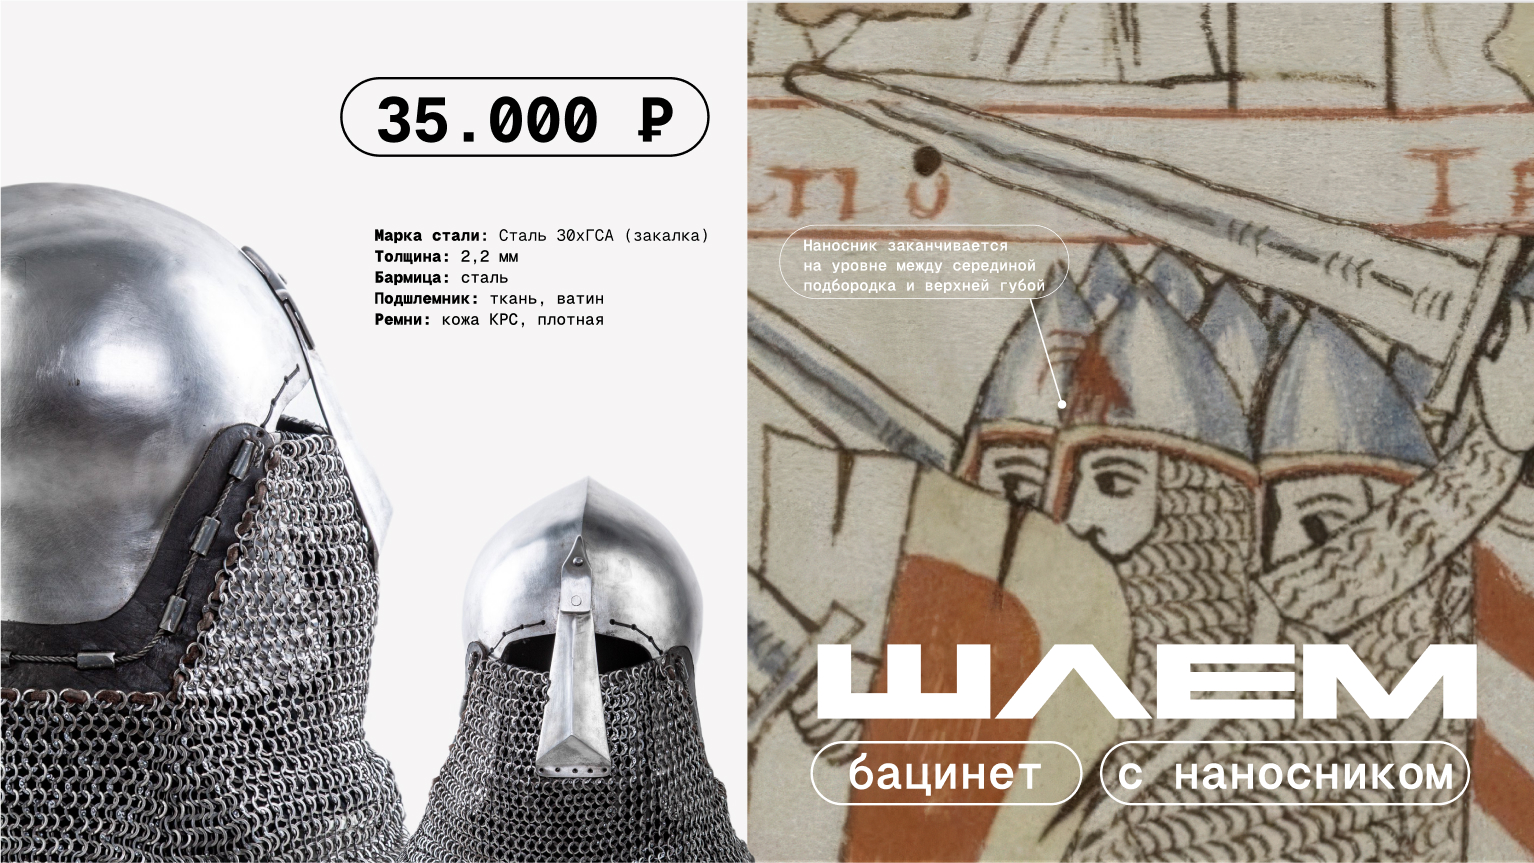 35.000 ₽
Марка стали: Сталь 30хГСА (закалка)
Толщина: 2,2 мм
Бармица: сталь
Подшлемник: ткань, ватин
Ремни: кожа КРС, плотная
Наносник заканчивается
на уровне между серединой
подбородка и верхней губой
ШЛЕМ
бацинет
с наносником